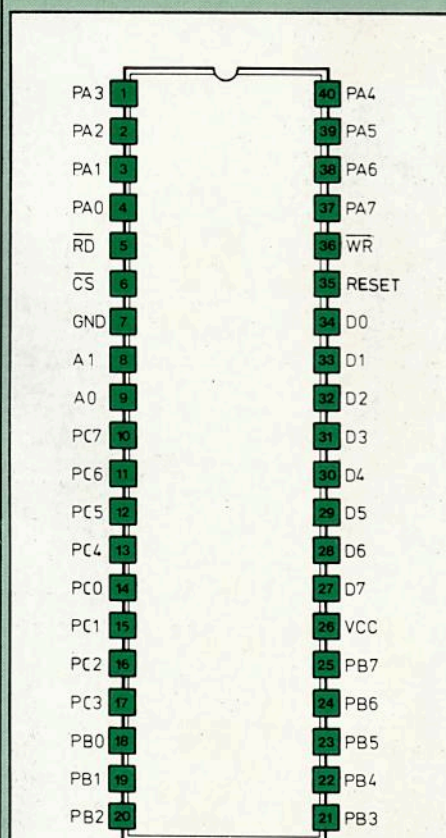 PA3 1 40 PA4
PA2 2 39 PA5
PA1 3 38 PA6
PA0 4 37 PA7
R̅D̅ 5 36 W̅R̅
C̅S̅ 6 35 RESET
GND 7 34 D0
A1 8 33 D1
A0 9 32 D2
PC7 10 31 D3
PC6 11 30 D4
PC5 12 29 D5
PC4 13 28 D6
PC0 14 27 D7
PC1 15 26 VCC
PC2 16 25 PB7
PC3 17 24 PB6
PB0 18 23 PB5
PB1 19 22 PB4
PB2 20 21 PB3